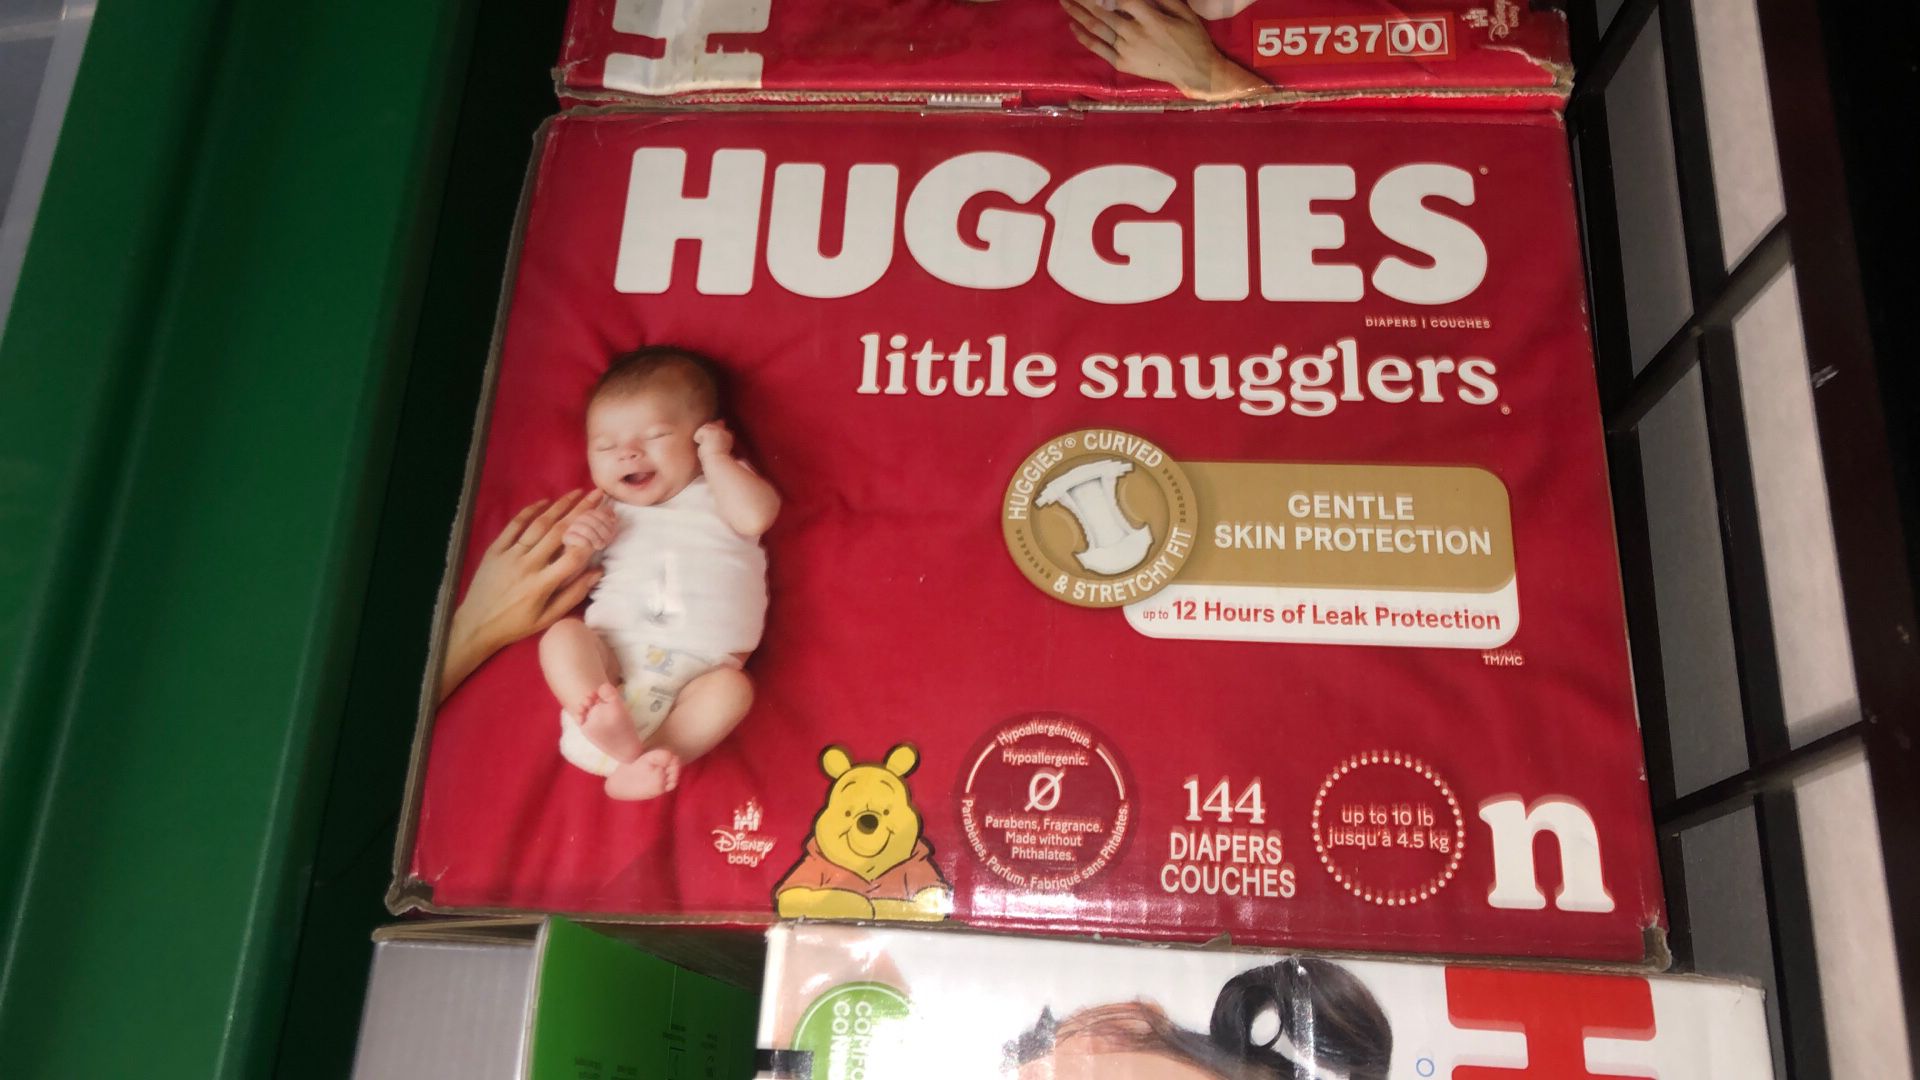 5573700
Disney
baby
HUGGIES®
DIAPERS | COUCHES
little snugglers®
HUGGIES'® CURVED
& STRETCHY FIT
GENTLE
SKIN PROTECTION
up to 12 Hours of Leak Protection
TM/MC
Disney
baby
Hypoallergénique.
Hypoallergenic.
Parabens, Fragrance.
Made without
Phthalates.
Parabènes, Parfum. Fabriqué sans Phtalates.
144
DIAPERS
COUCHES
up to 10 lb
jusqu'à 4.5 kg
n